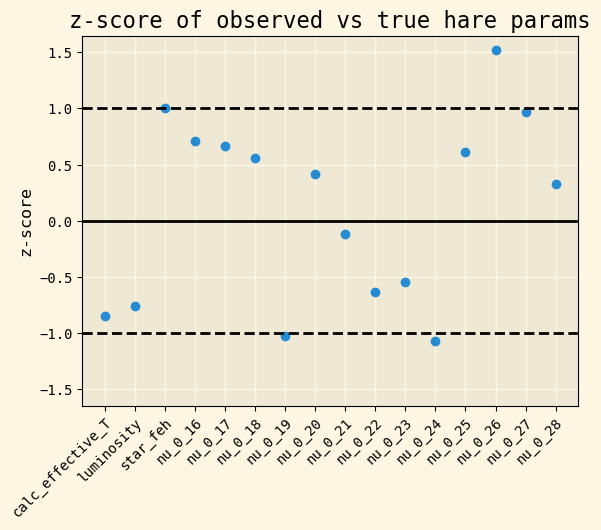 z-score of observed vs true hare params
z-score
1.5
1.0
0.5
0.0
−0.5
−1.0
−1.5
calc_effective_T
luminosity
star_feh
nu_0_16
nu_0_17
nu_0_18
nu_0_19
nu_0_20
nu_0_21
nu_0_22
nu_0_23
nu_0_24
nu_0_25
nu_0_26
nu_0_27
nu_0_28